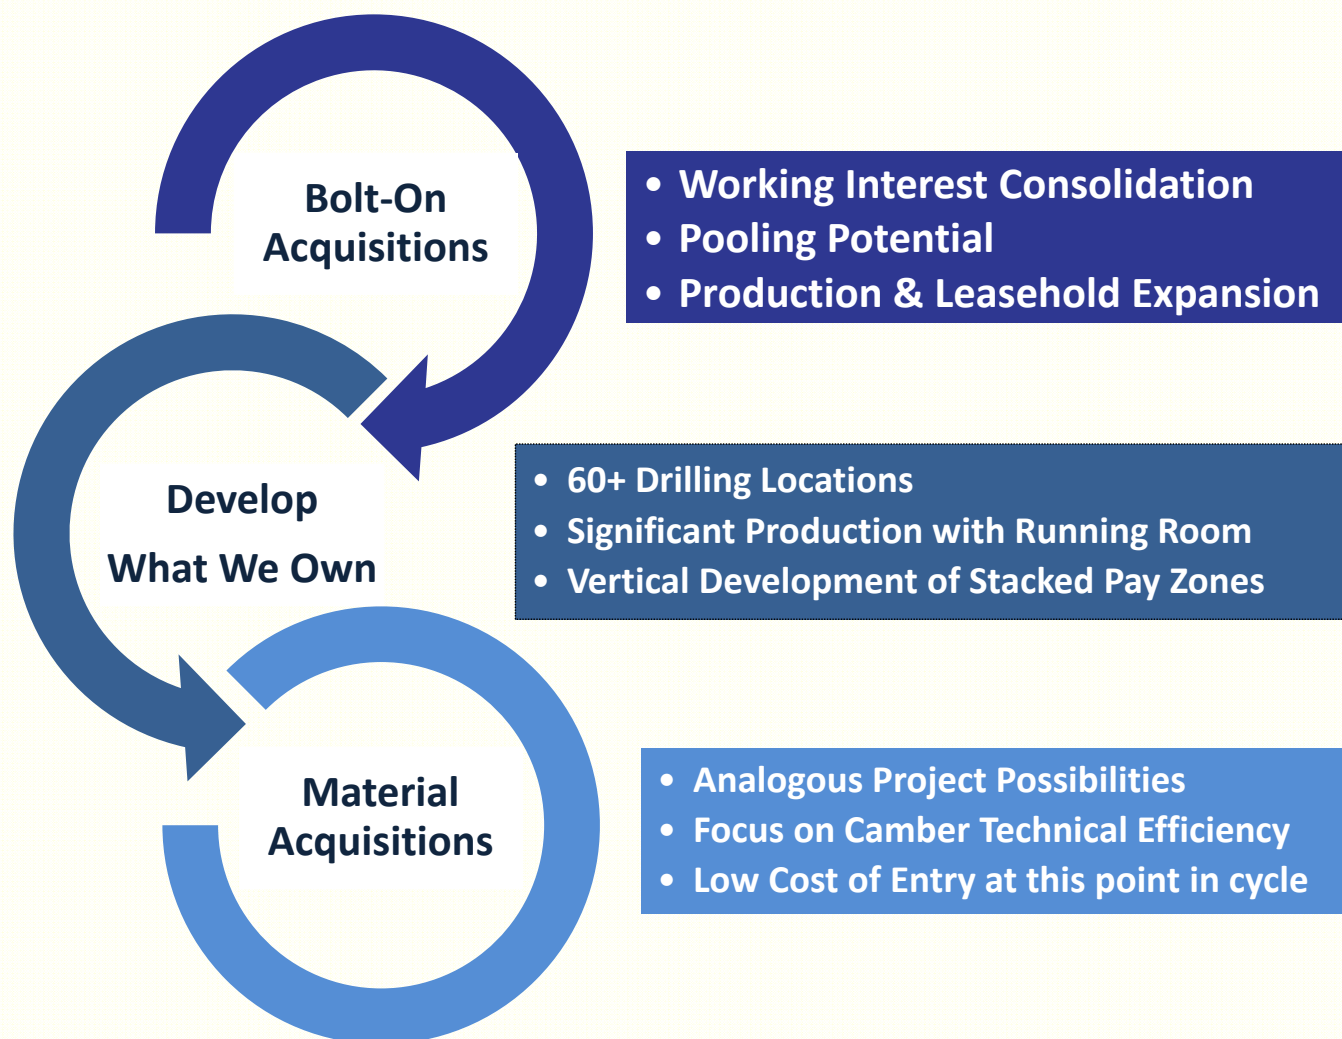 Bolt-On
Acquisitions
• Working Interest Consolidation
• Pooling Potential
• Production & Leasehold Expansion
Develop
What We Own
• 60+ Drilling Locations
• Significant Production with Running Room
• Vertical Development of Stacked Pay Zones
Material
Acquisitions
• Analogous Project Possibilities
• Focus on Camber Technical Efficiency
• Low Cost of Entry at this point in cycle